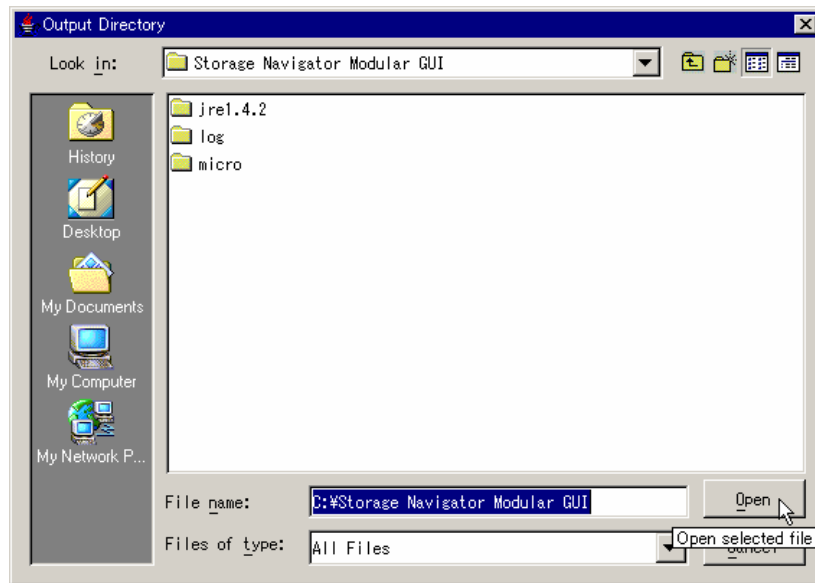 Output Directory
Look in:
Storage Navigator Modular GUI
jre1.4.2
log
micro
History
Desktop
My Documents
My Computer
My Network P...
File name:
C:¥Storage Navigator Modular GUI
Open
Files of type:
All Files
Open selected file